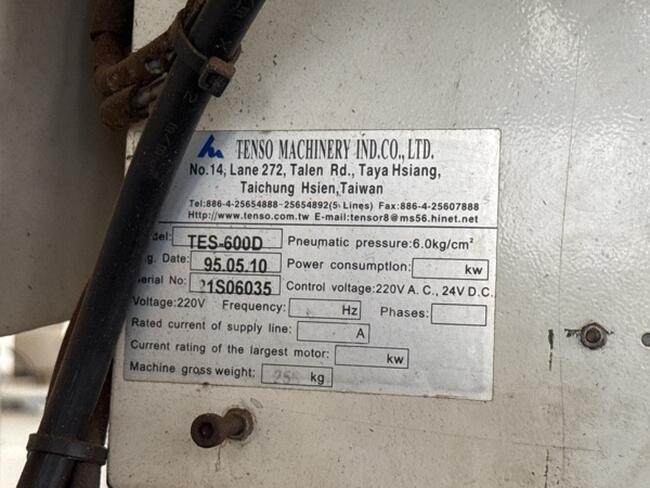 TENSO MACHINERY IND.CO.,LTD.
No.14, Lane 272, Talen Rd., Taya Hsiang,
Taichung Hsien,Taiwan
Tel:886-4-25654888~25654892(5 Lines) Fax:886-4-25607888
Http://www.tenso.com.tw E-mail:tensor8@ms56.hinet.net
del: TES-600D Pneumatic pressure:6.0kg/cm²
g. Date: 95.05.10 Power consumption: kw
erial No: 21S06035 Control voltage:220V A.C., 24V D.C.
Voltage:220V Frequency: Hz Phases:
Rated current of supply line: A
Current rating of the largest motor: kw
Machine gross weight: kg